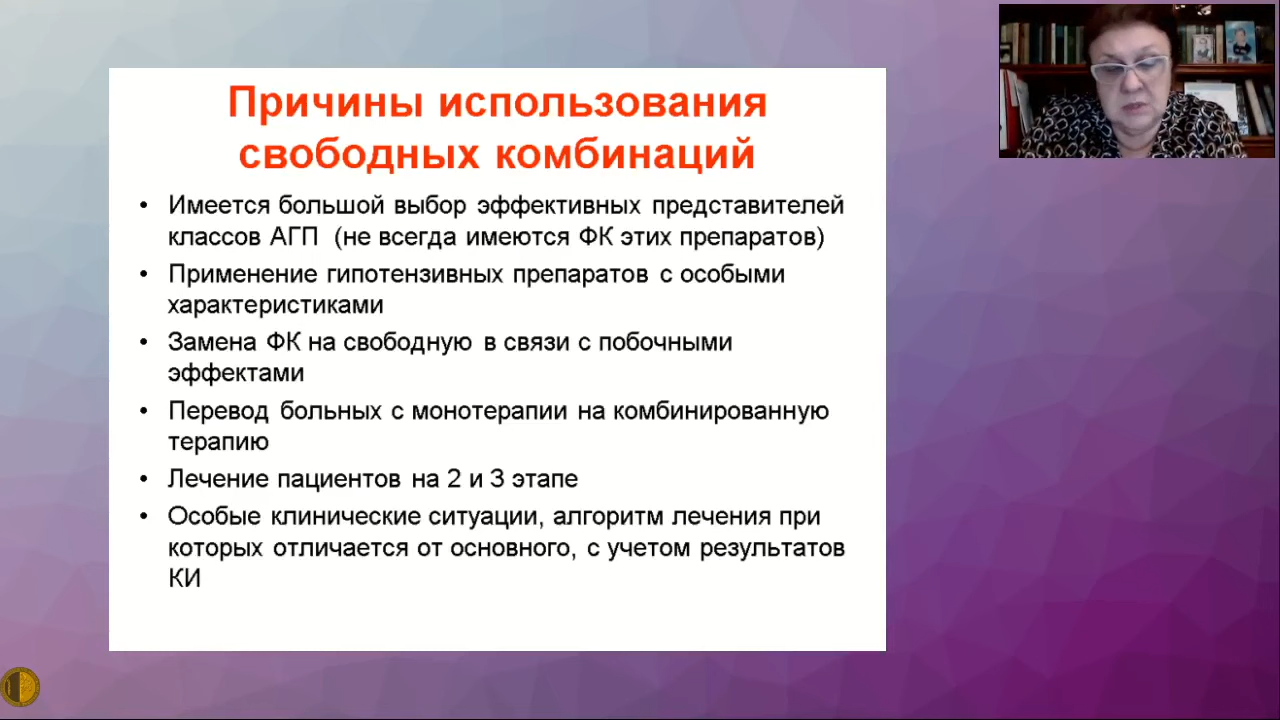 Причины использования
свободных комбинаций
• Имеется большой выбор эффективных представителей
классов АГП (не всегда имеются ФК этих препаратов)
• Применение гипотензивных препаратов с особыми
характеристиками
• Замена ФК на свободную в связи с побочными
эффектами
• Перевод больных с монотерапии на комбинированную
терапию
• Лечение пациентов на 2 и 3 этапе
• Особые клинические ситуации, алгоритм лечения при
которых отличается от основного, с учетом результатов
КИ